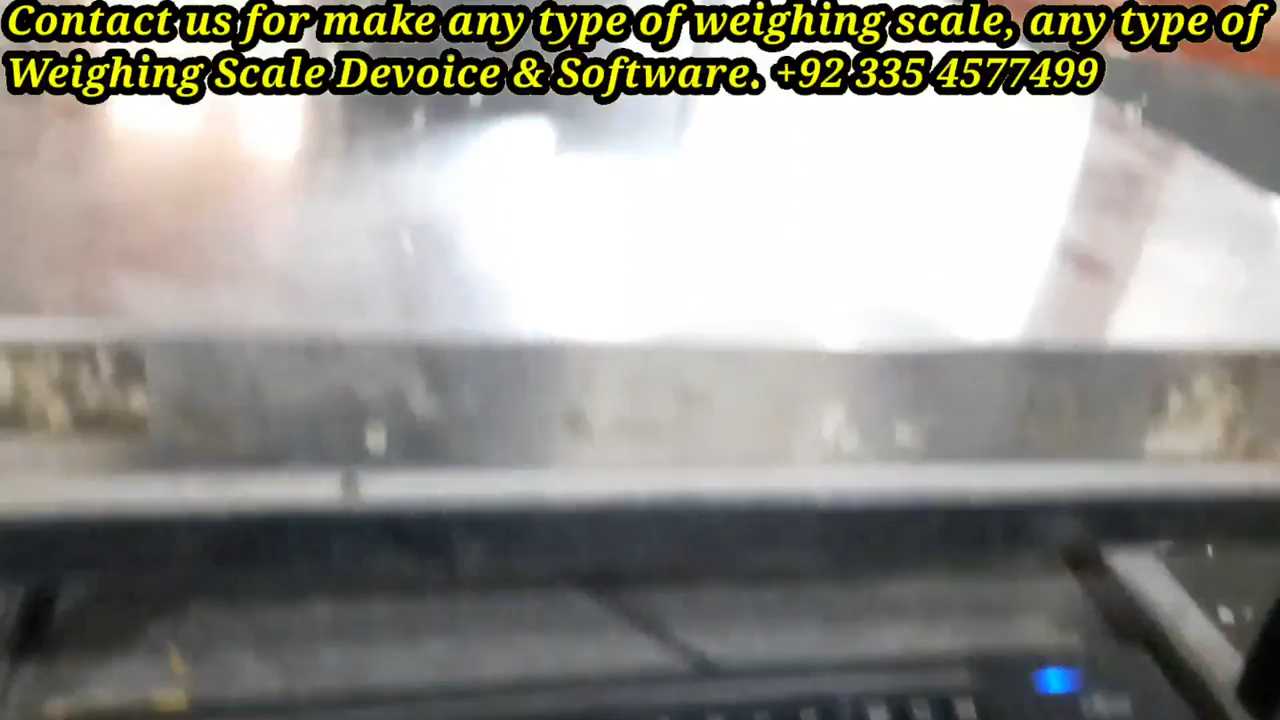 Contact us for make any type of weighing scale, any type of
Weighing Scale Devoice & Software. +92 335 4577499